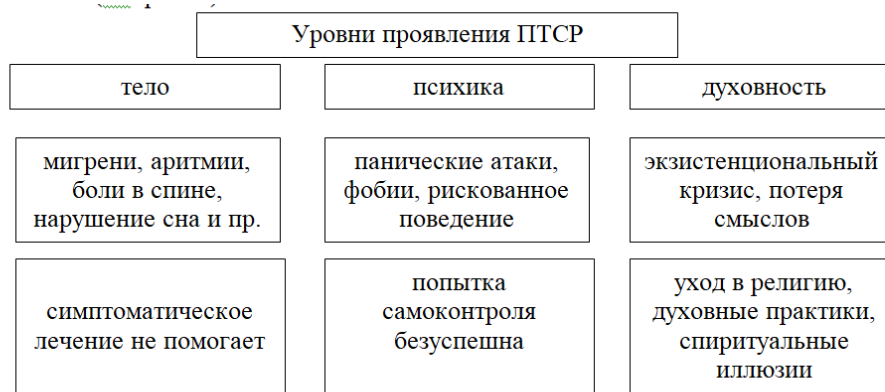 Уровни проявления ПТСР
тело
психика
духовность
мигрени, аритмии,
боли в спине,
нарушение сна и пр.
панические атаки,
фобии, рискованное
поведение
экзистенциональный
кризис, потеря
смыслов
симптоматическое
лечение не помогает
попытка
самоконтроля
безуспешна
уход в религию,
духовные практики,
спиритуальные
иллюзии